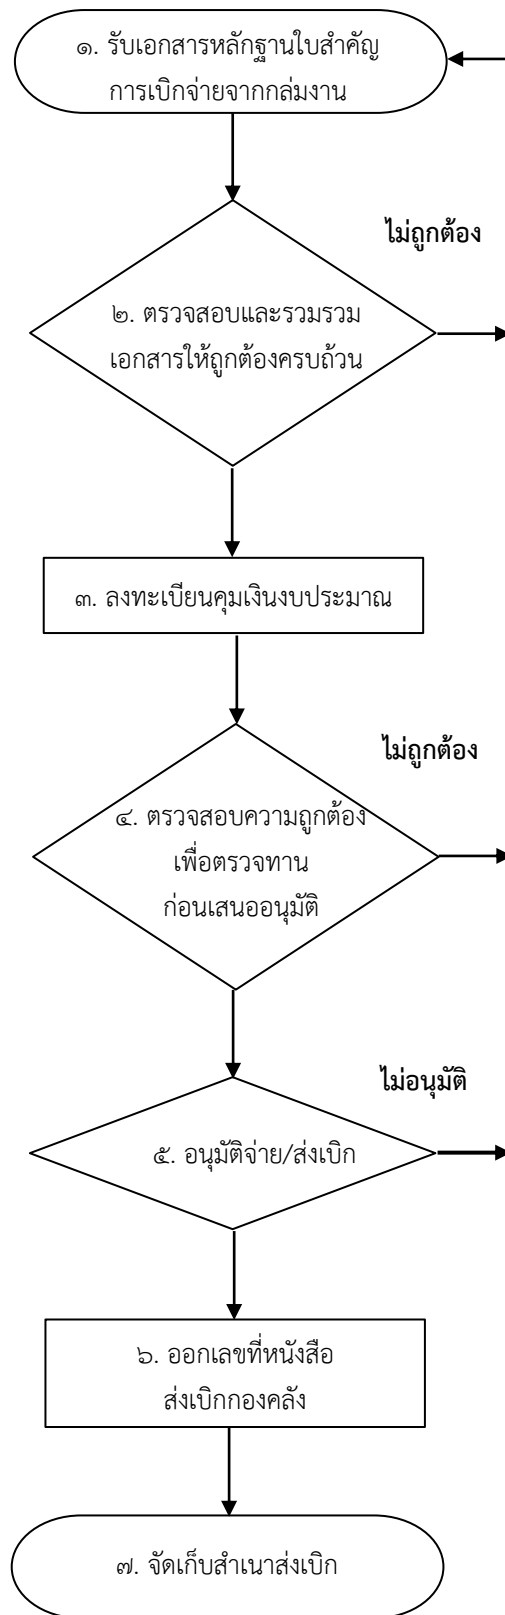 ๑. รับเอกสารหลักฐานใบสำคัญ
การเบิกจ่ายจากกล่มงาน
ไม่ถูกต้อง
๒. ตรวจสอบและรวมรวม
เอกสารให้ถูกต้องครบถ้วน
๓. ลงทะเบียนคุมเงินงบประมาณ
ไม่ถูกต้อง
๔. ตรวจสอบความถูกต้อง
เพื่อตรวจทาน
ก่อนเสนออนุมัติ
ไม่อนุมัติ
๕. อนุมัติจ่าย/ส่งเบิก
๖. ออกเลขที่หนังสือ
ส่งเบิกกองคลัง
๗. จัดเก็บสำเนาส่งเบิก